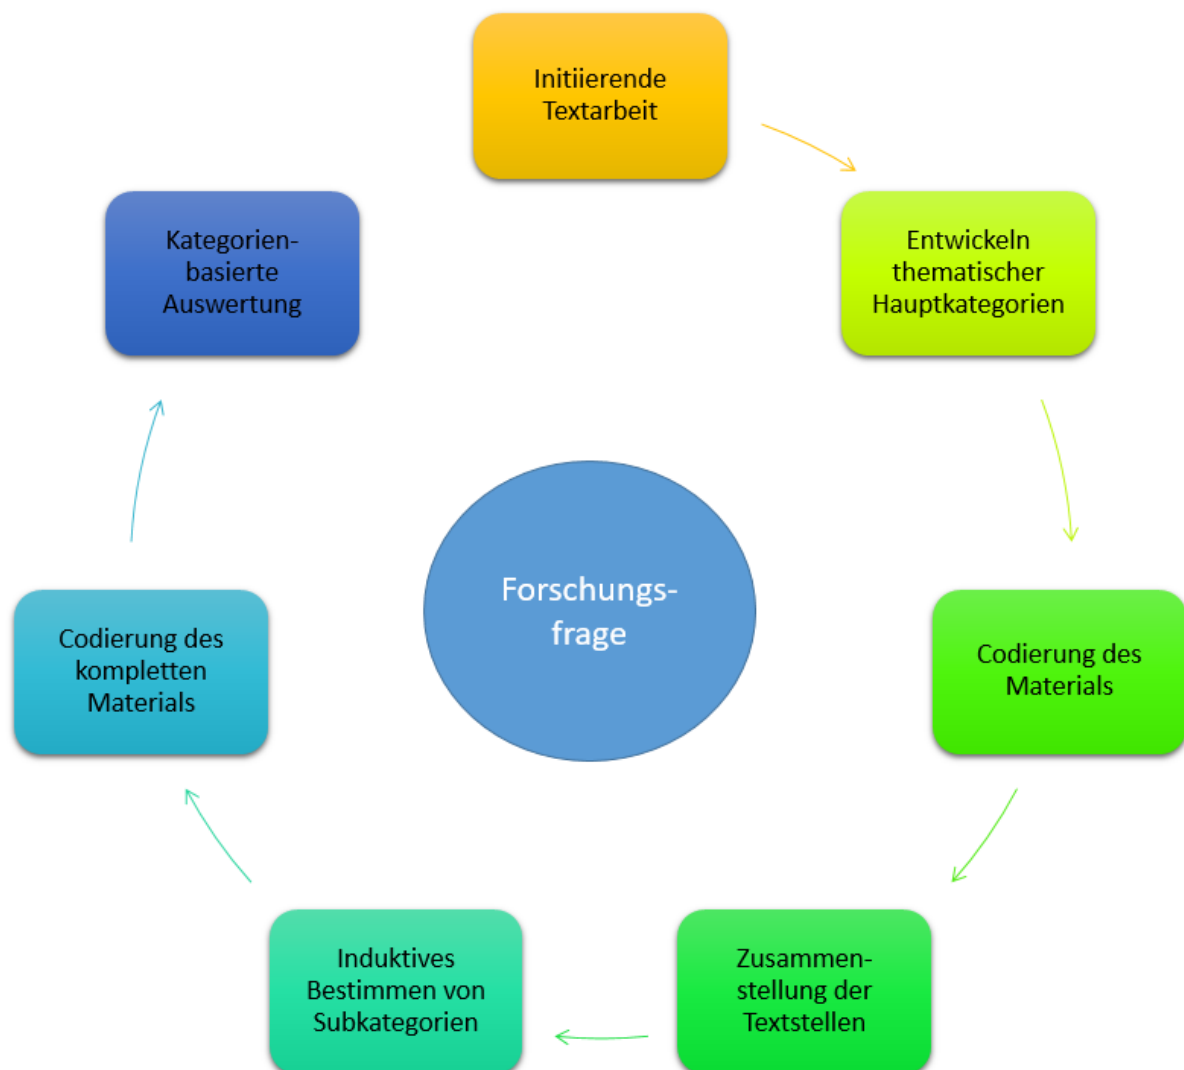 Initiierende
Textarbeit
Entwickeln
thematischer
Hauptkategorien
Codierung des
Materials
Zusammen-
stellung der
Textstellen
Induktives
Bestimmen von
Subkategorien
Codierung des
kompletten
Materials
Kategorien-
basierte
Auswertung
Forschungs-
frage